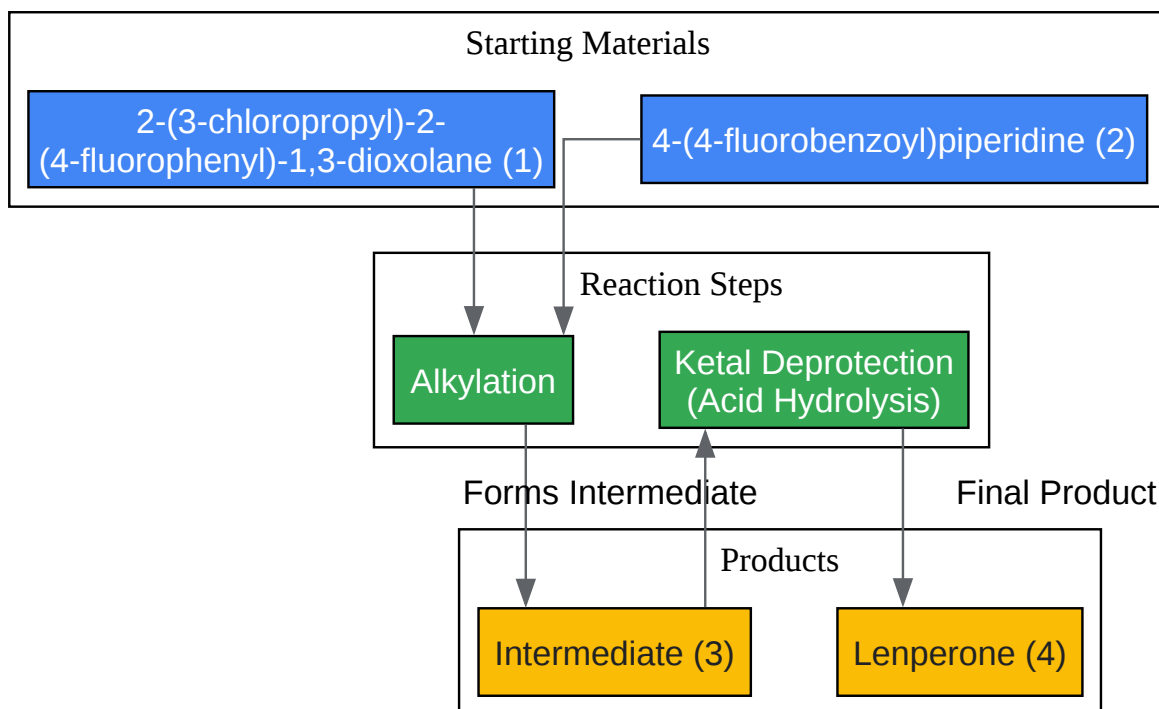 Starting Materials
2-(3-chloropropyl)-2-
(4-fluorophenyl)-1,3-dioxolane (1)
4-(4-fluorobenzoyl)piperidine (2)
Reaction Steps
Alkylation
Ketal Deprotection
(Acid Hydrolysis)
Forms Intermediate
Final Product
Products
Intermediate (3)
Lenperone (4)